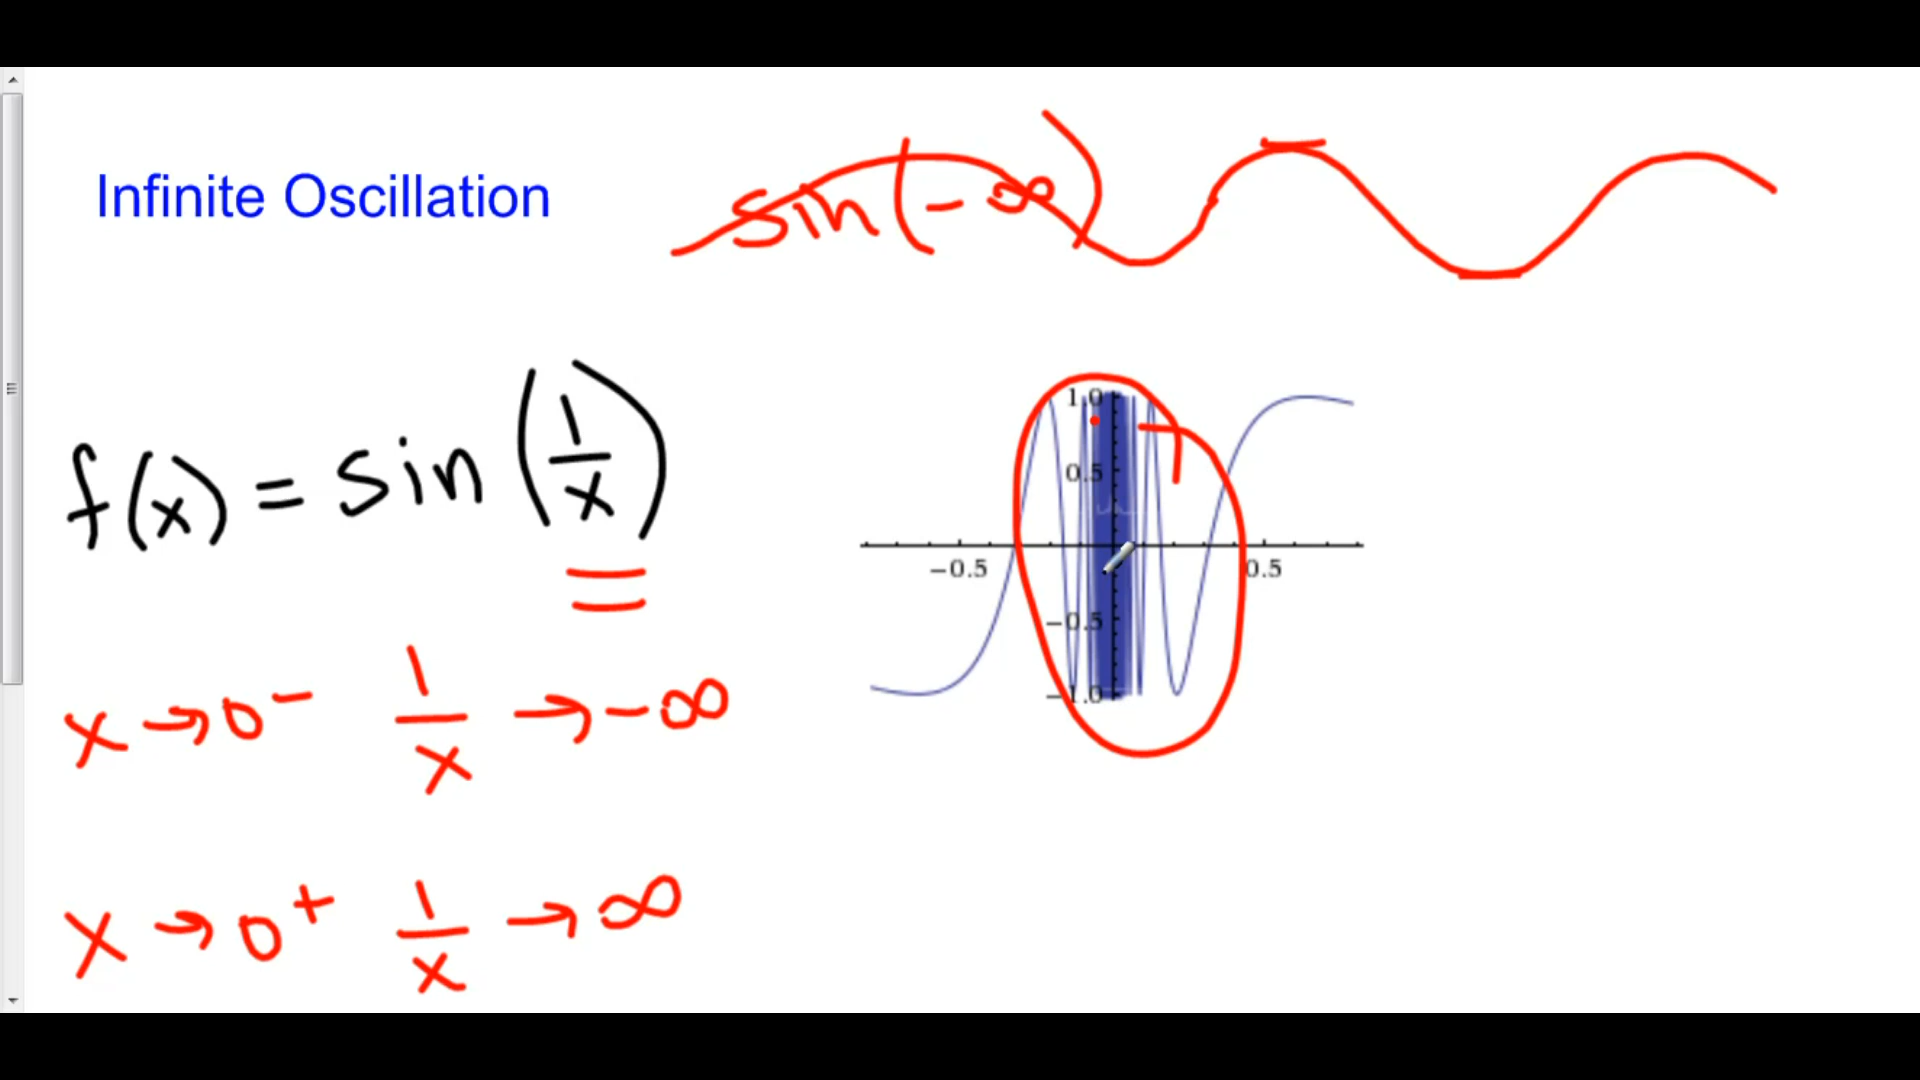 Infinite Oscillation
sin(-∞)
f(x) = sin(1/x)
1.0
0.5
-0.5
0.5
-0.5
-1.0
x→0⁻ 1/x → -∞
x→0⁺ 1/x → ∞